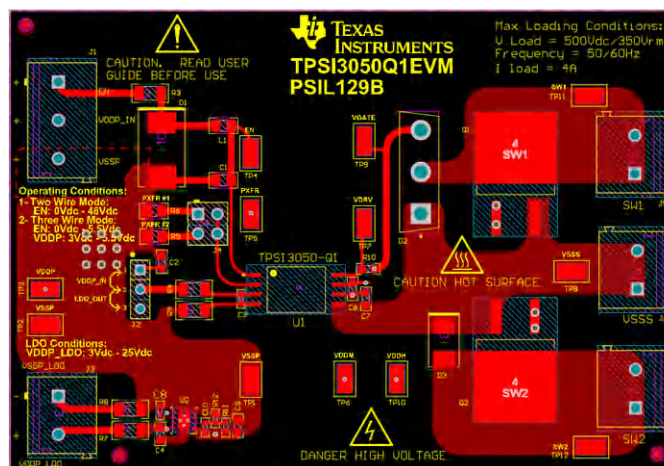 TEXAS
INSTRUMENTS
TPSI3050Q1EVM
PSIL129B
Max Loading Conditions:
V Load = 500Vdc/350Vrm
Frequency = 50/60Hz
I load = 4A
CAUTION. READ USER
GUIDE BEFORE USE
J1
EN
VDDP_IN
VSSP
R3
D1
L1
C1
EN
TP4
PXFR
TP5
VGATE
TP9
VDRV
TP7
Q1
4
SW1
SW1
TP11
SW1
Operating Conditions:
1- Two Wire Mode:
EN: 0Vdc - 48Vdc
2- Three Wire Mode:
EN: 0Vdc - 5.5Vdc
VDDP: 3Vdc - 5.5Vdc
PXFR #1
R6
PXFR #2
R5
J4
C2
TPSI3050-Q1
U1
R10
D2
CAUTION HOT SURFACE
VSSS
TP8
VSSS
VDDP
VSSP
TP2
VDDP_IN
LDO_OUT
J2
C3
C7
LDO Conditions:
VDDP_LDO: 3Vdc - 25Vdc
VSSP_LDO
J3
VSSP
TP1
VDDM
TP6
VDDH
TP10
D3
Q2
4
SW2
SW2
R8
R7
C8
C4
VDDP_LDO
SW2
TP12
DANGER HIGH VOLTAGE